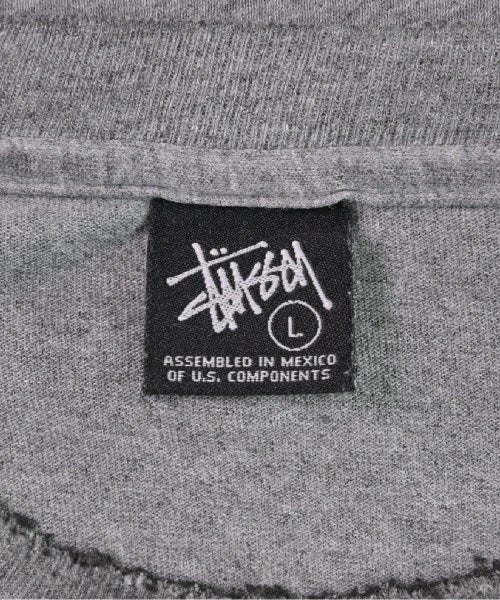 Stüssy
L
ASSEMBLED IN MEXICO
OF U.S. COMPONENTS